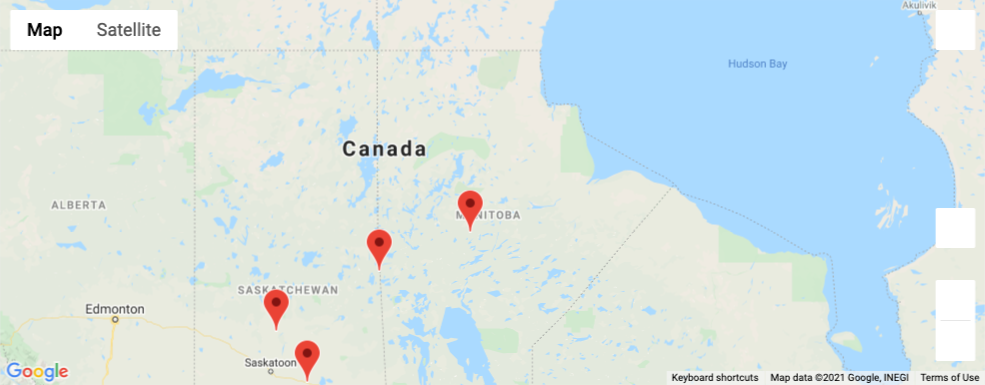 Akulivik
Map Satellite
Hudson Bay
Canada
ALBERTA
MANITOBA
SASKATCHEWAN
Edmonton
Saskatoon
Google
Keyboard shortcuts Map data ©2021 Google, INEGI Terms of Use